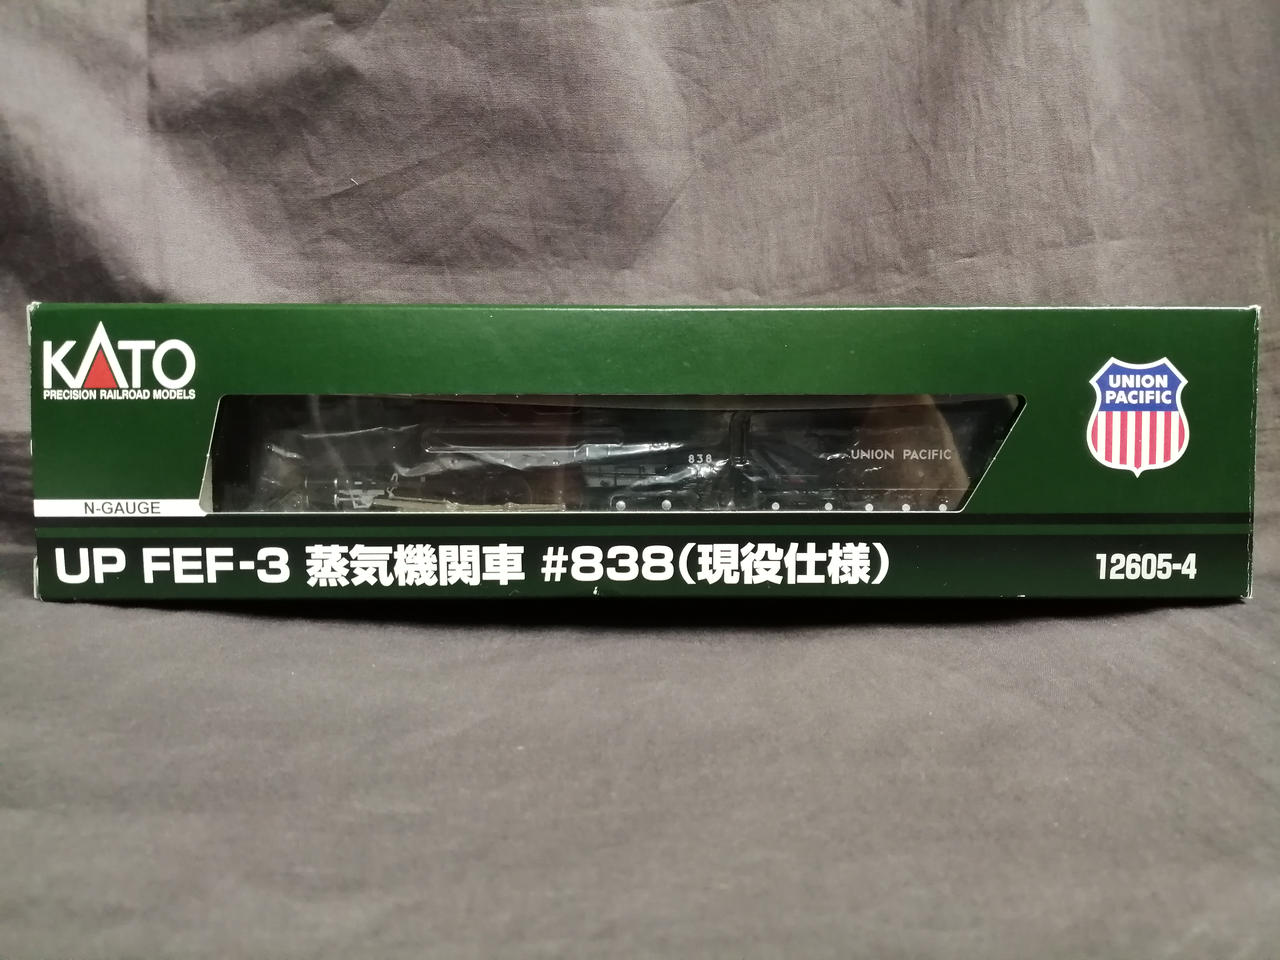 KATO
PRECISION RAILROAD MODELS
UNION
PACIFIC
838
UNION PACIFIC
N-GAUGE
UP FEF-3 蒸気機関車 #838(現役仕様)
12605-4